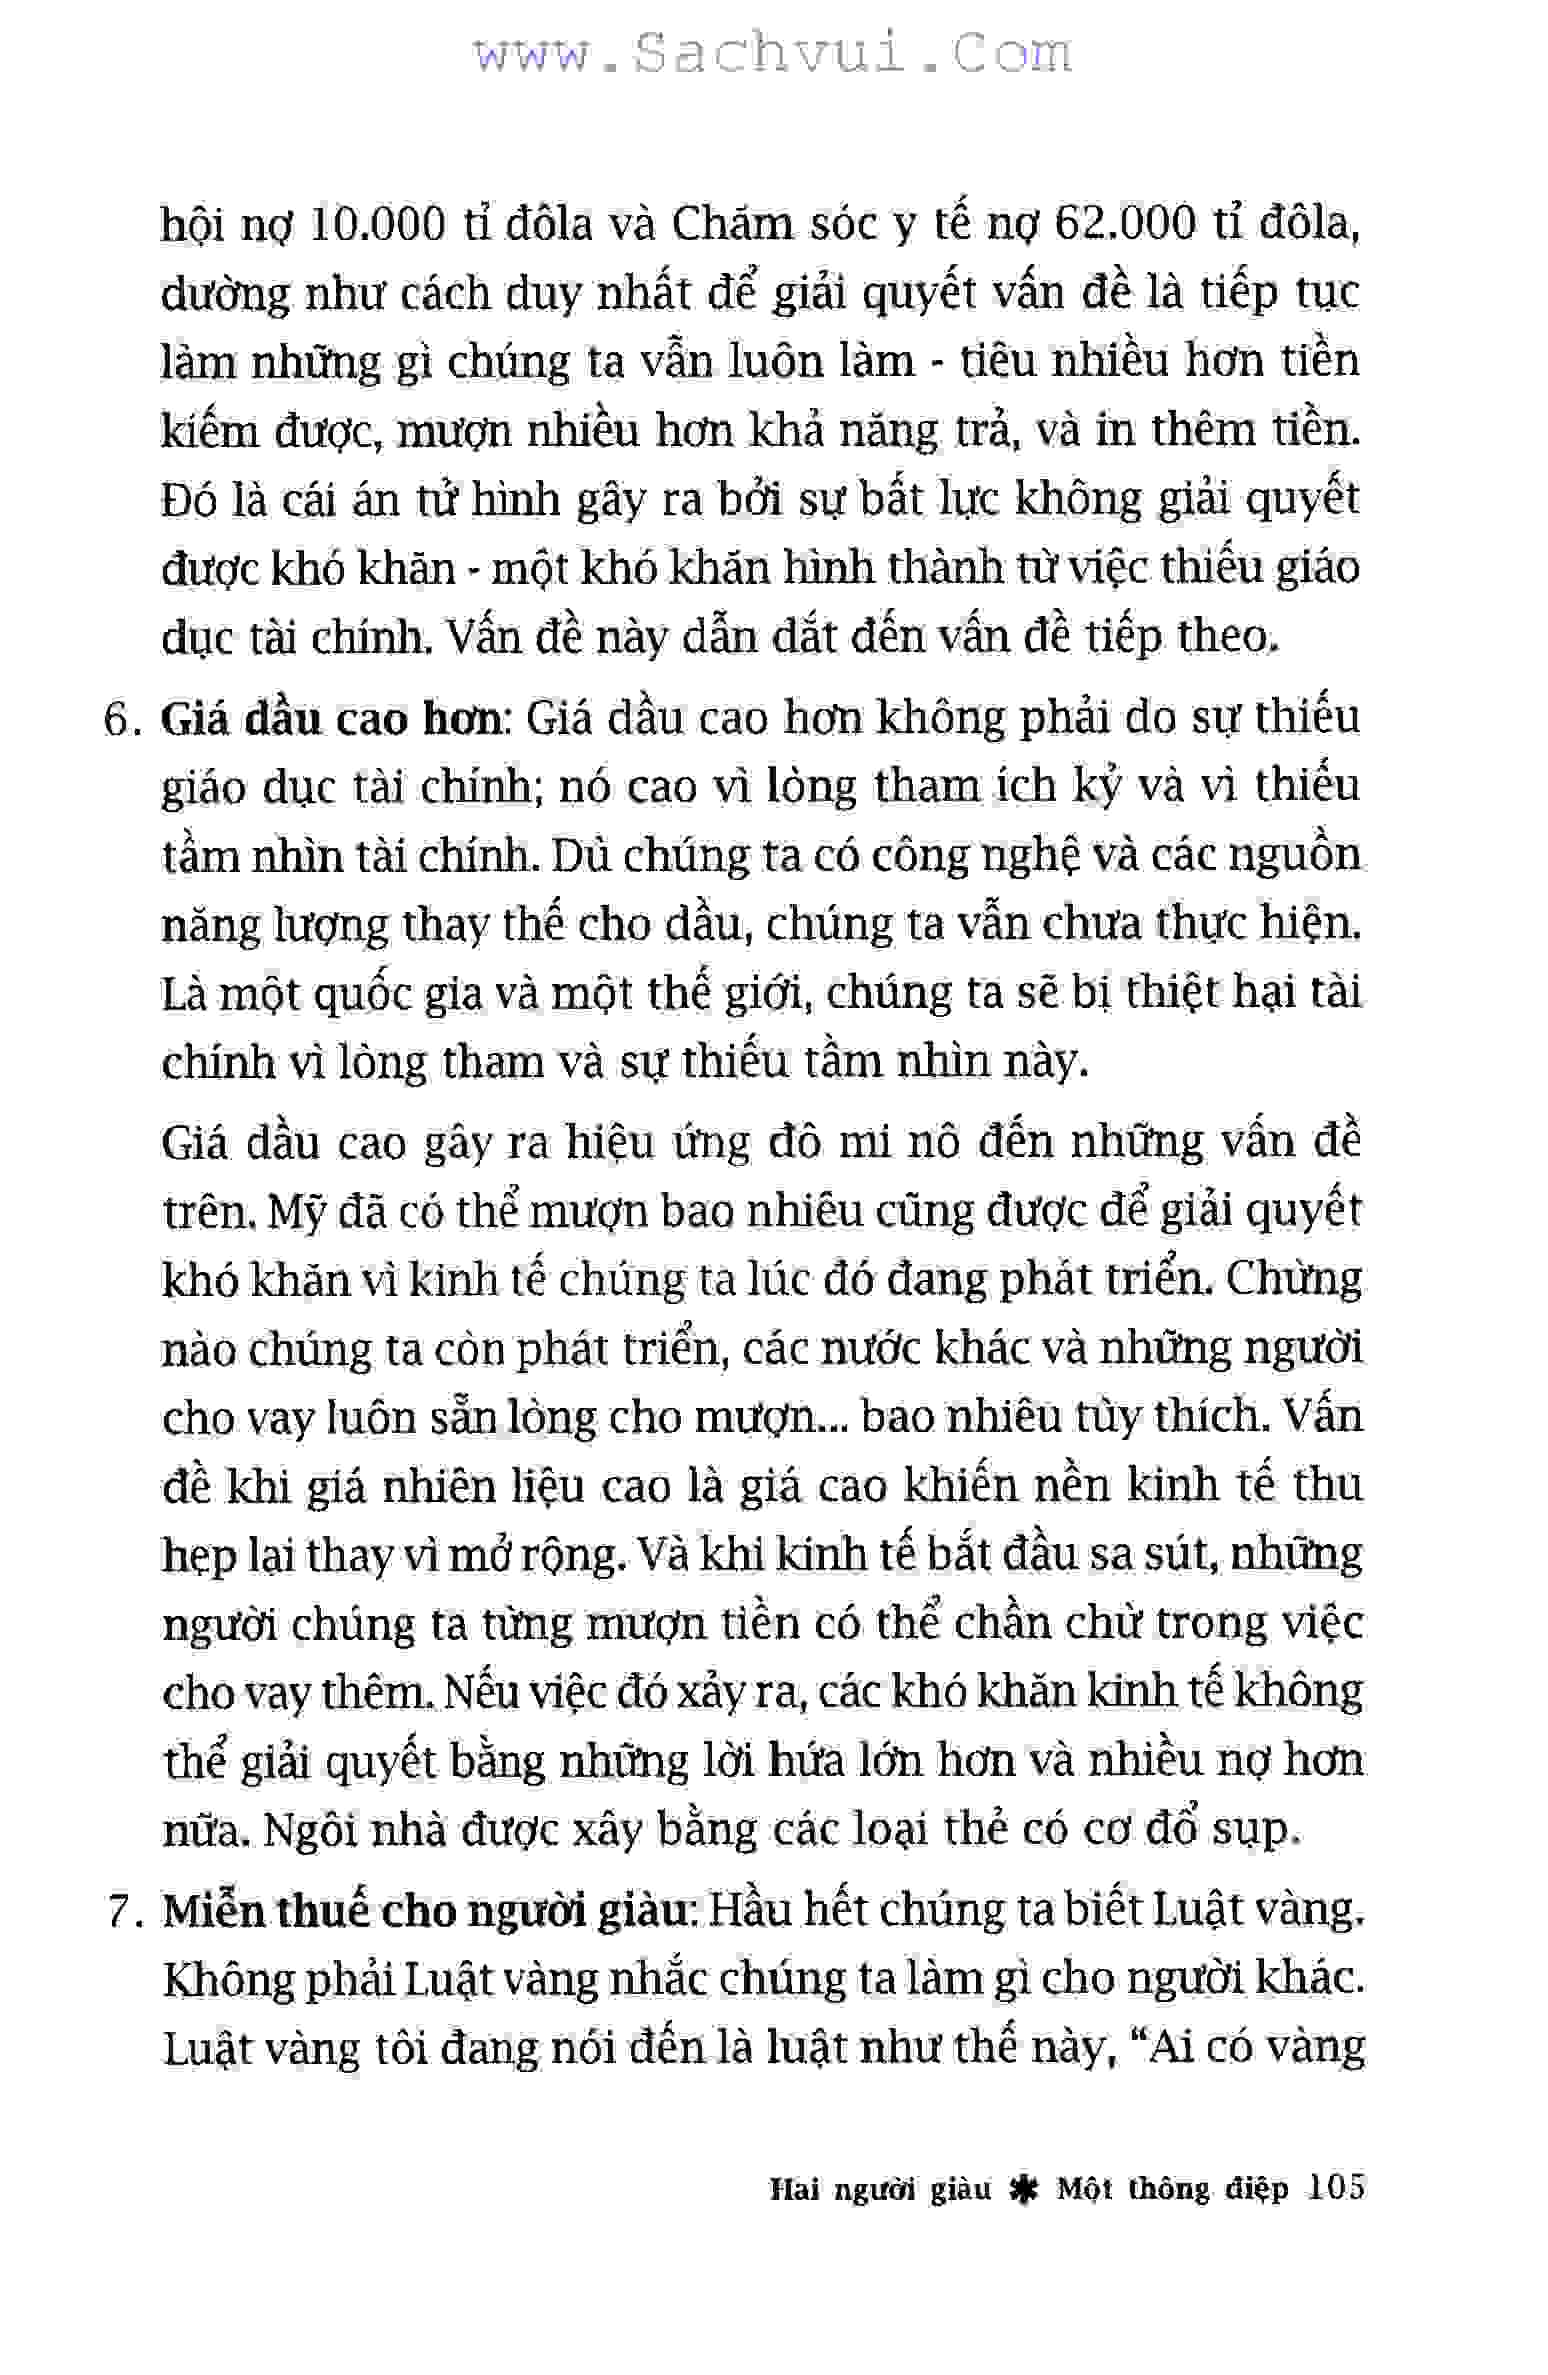 www.Sachvui.Com
hội nợ 10.000 tỉ đôla và Chăm sóc y tế nợ 62.000 tỉ đôla,
dường như cách duy nhất để giải quyết vấn đề là tiếp tục
làm những gì chúng ta vẫn luôn làm - tiêu nhiều hơn tiền
kiếm được, mượn nhiều hơn khả năng trả, và in thêm tiền.
Đó là cái án tử hình gây ra bởi sự bất lực không giải quyết
được khó khăn - một khó khăn hình thành từ việc thiếu giáo
dục tài chính. Vấn đề này dẫn dắt đến vấn đề tiếp theo.
6. Giá dầu cao hơn: Giá dầu cao hơn không phải do sự thiếu
giáo dục tài chính; nó cao vì lòng tham ích kỷ và vì thiếu
tầm nhìn tài chính. Dù chúng ta có công nghệ và các nguồn
năng lượng thay thế cho dầu, chúng ta vẫn chưa thực hiện.
Là một quốc gia và một thế giới, chúng ta sẽ bị thiệt hại tài
chính vì lòng tham và sự thiếu tầm nhìn này.
Giá dầu cao gây ra hiệu ứng đô mi nô đến những vấn đề
trên. Mỹ đã có thể mượn bao nhiêu cũng được để giải quyết
khó khăn vì kinh tế chúng ta lúc đó đang phát triển. Chừng
nào chúng ta còn phát triển, các nước khác và những người
cho vay luôn sẵn lòng cho mượn... bao nhiêu tùy thích. Vấn
đề khi giá nhiên liệu cao là giá cao khiến nền kinh tế thu
hẹp lại thay vì mở rộng. Và khi kinh tế bắt đầu sa sút, những
người chúng ta từng mượn tiền có thể chần chừ trong việc
cho vay thêm. Nếu việc đó xảy ra, các khó khăn kinh tế không
thể giải quyết bằng những lời hứa lớn hơn và nhiều nợ hơn
nữa. Ngôi nhà được xây bằng các loại thẻ có cơ đổ sụp.
7. Miễn thuế cho người giàu: Hầu hết chúng ta biết Luật vàng.
Không phải Luật vàng nhắc chúng ta làm gì cho người khác.
Luật vàng tôi đang nói đến là luật như thế này, “Ai có vàng
Hai người giàu ✱ Một thông điệp 105